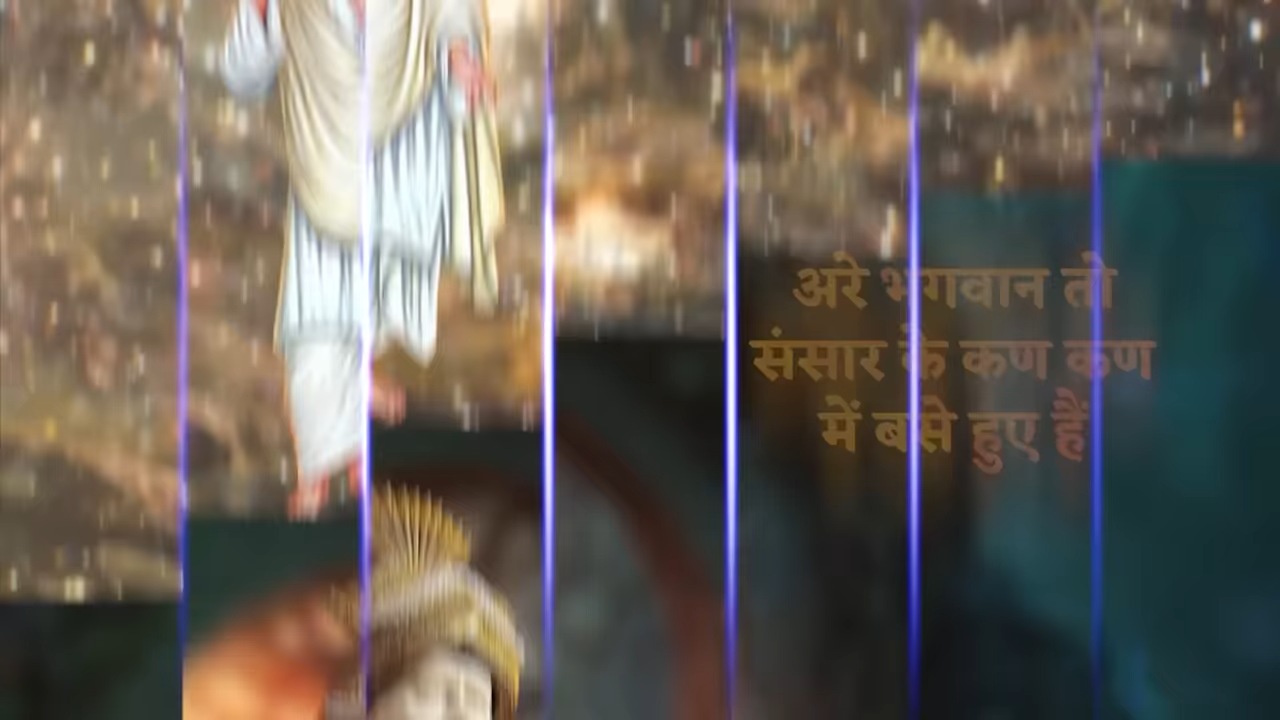 अरे भगवान तो
संसार के कण कण
में बसे हुए हैं